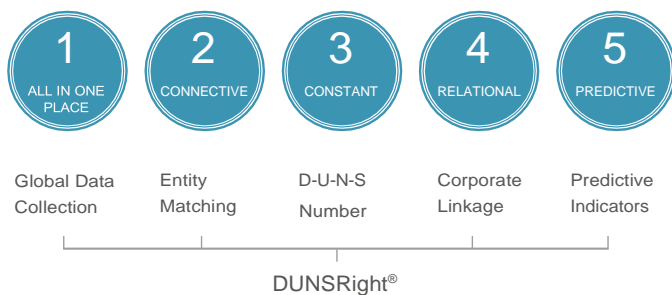 1
ALL IN ONE
PLACE
2
CONNECTIVE
3
CONSTANT
4
RELATIONAL
5
PREDICTIVE
Global Data
Collection
Entity
Matching
D-U-N-S
Number
Corporate
Linkage
Predictive
Indicators
DUNSRight®